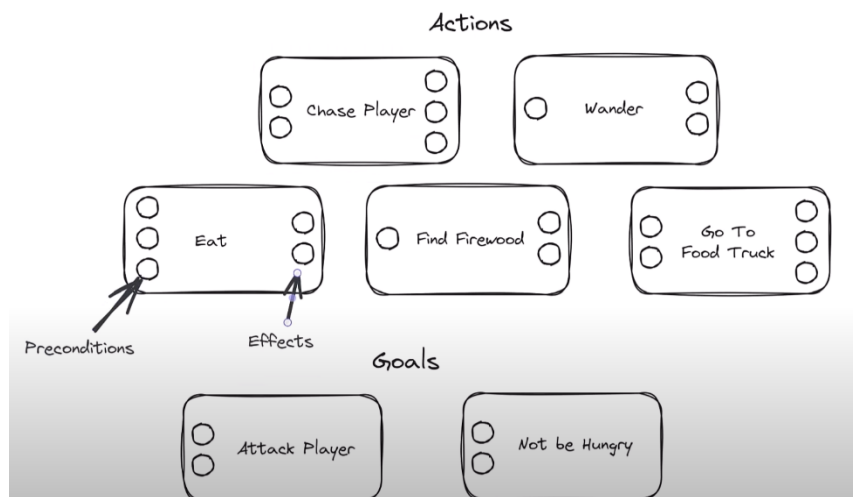 Actions
Chase Player
Wander
Eat
Find Firewood
Go To
Food Truck
Preconditions
Effects
Goals
Attack Player
Not be Hungry